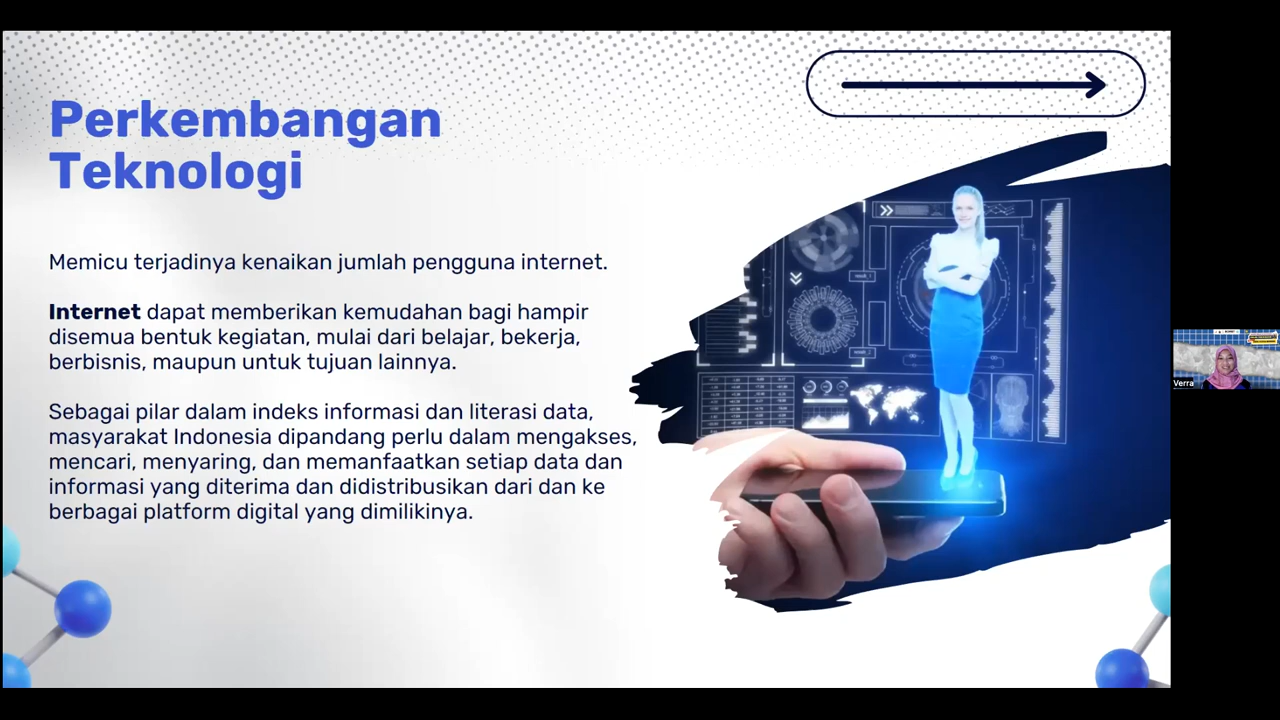 Perkembangan
Teknologi
Memicu terjadinya kenaikan jumlah pengguna internet.
Internet dapat memberikan kemudahan bagi hampir
disemua bentuk kegiatan, mulai dari belajar, bekerja,
berbisnis, maupun untuk tujuan lainnya.
Sebagai pilar dalam indeks informasi dan literasi data,
masyarakat Indonesia dipandang perlu dalam mengakses,
mencari, menyaring, dan memanfaatkan setiap data dan
informasi yang diterima dan didistribusikan dari dan ke
berbagai platform digital yang dimilikinya.
Verra